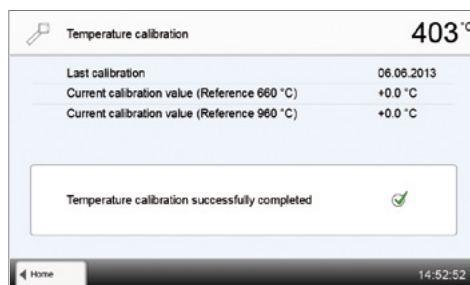 Temperature calibration 403 °C
Last calibration 06.06.2013
Current calibration value (Reference 660 °C) +0.0 °C
Current calibration value (Reference 960 °C) +0.0 °C
Temperature calibration successfully completed
Home 14:52:52